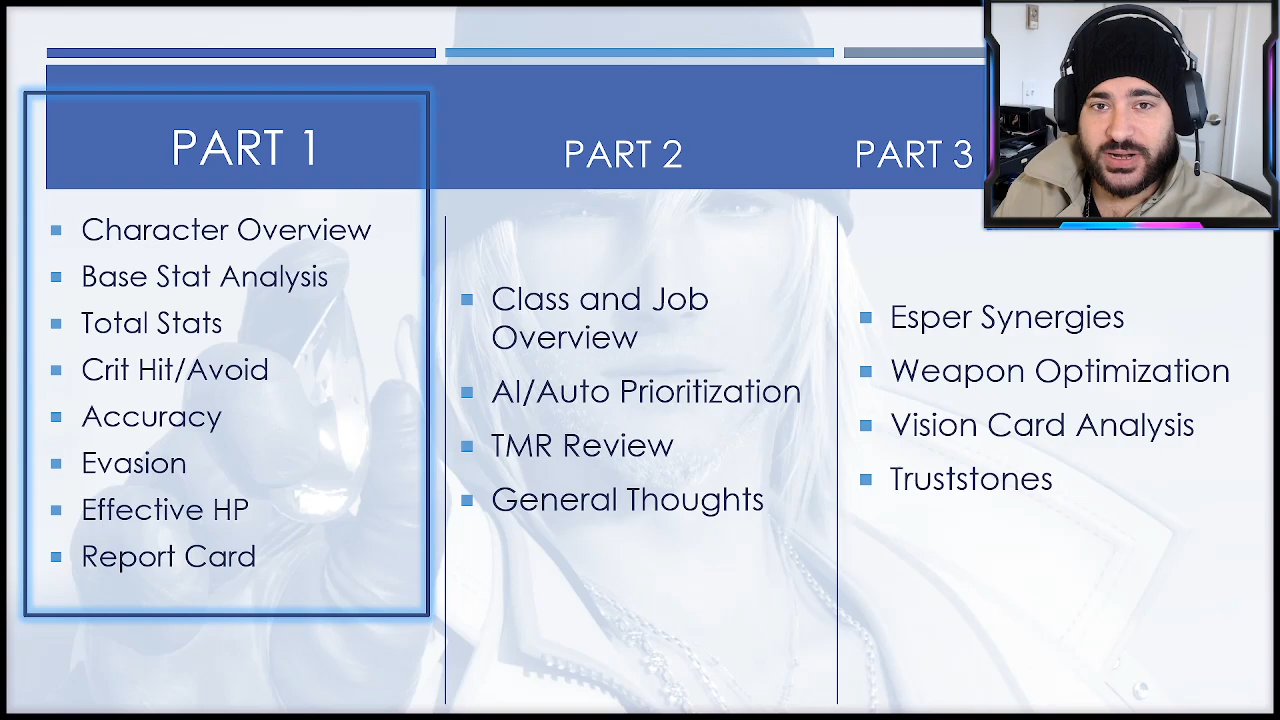 PART 1
Character Overview
Base Stat Analysis
Total Stats
Crit Hit/Avoid
Accuracy
Evasion
Effective HP
Report Card
PART 2
Class and Job
Overview
AI/Auto Prioritization
TMR Review
General Thoughts
PART 3
Esper Synergies
Weapon Optimization
Vision Card Analysis
Truststones